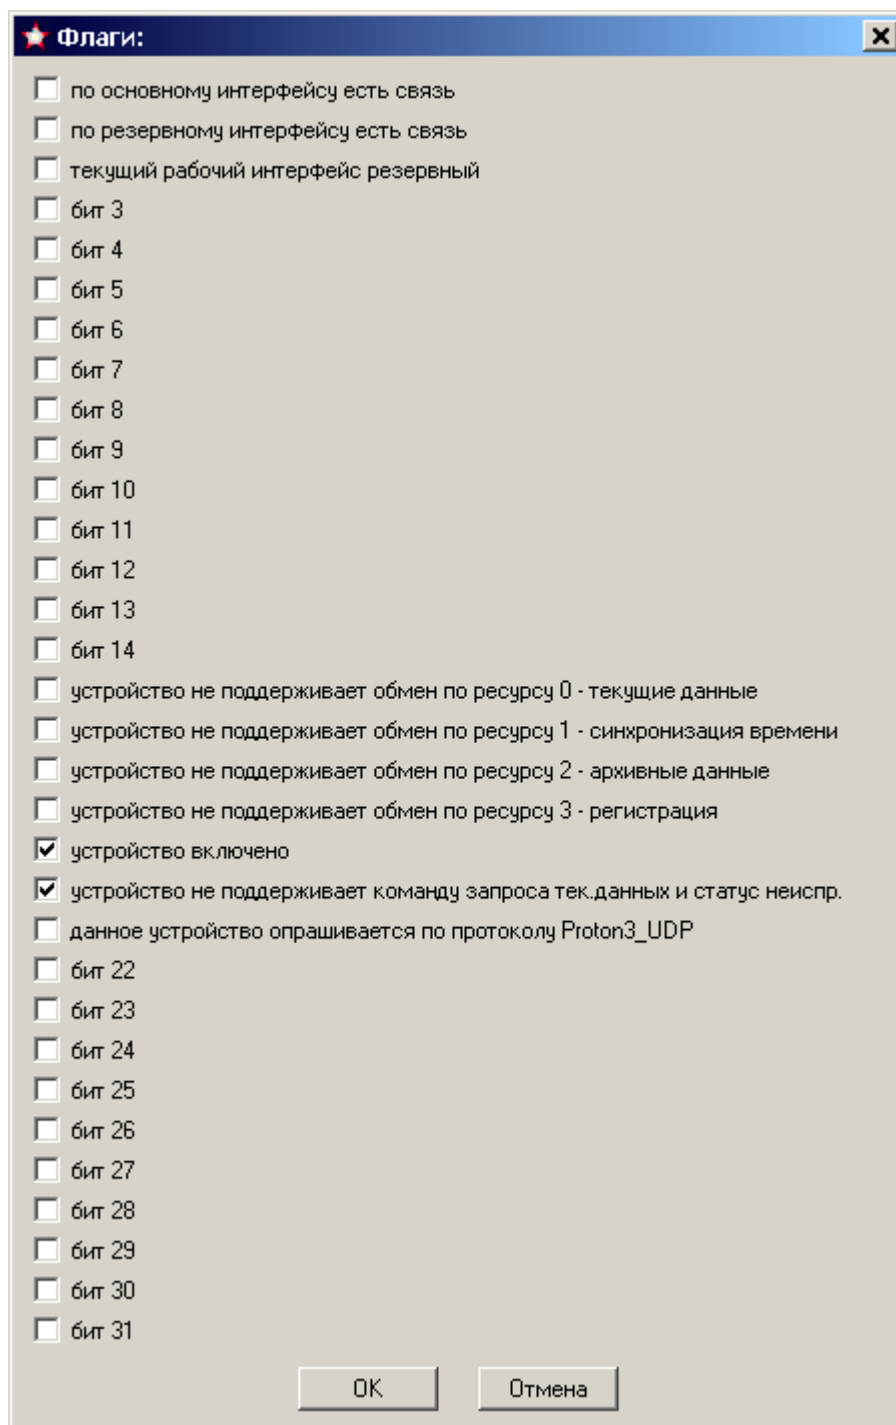 Флаги:
по основному интерфейсу есть связь
по резервному интерфейсу есть связь
текущий рабочий интерфейс резервный
бит 3
бит 4
бит 5
бит 6
бит 7
бит 8
бит 9
бит 10
бит 11
бит 12
бит 13
бит 14
устройство не поддерживает обмен по ресурсу 0 - текущие данные
устройство не поддерживает обмен по ресурсу 1 - синхронизация времени
устройство не поддерживает обмен по ресурсу 2 - архивные данные
устройство не поддерживает обмен по ресурсу 3 - регистрация
устройство включено
устройство не поддерживает команду запроса тек.данных и статус неиспр.
данное устройство опрашивается по протоколу Proton3_UDP
бит 22
бит 23
бит 24
бит 25
бит 26
бит 27
бит 28
бит 29
бит 30
бит 31
OK Отмена